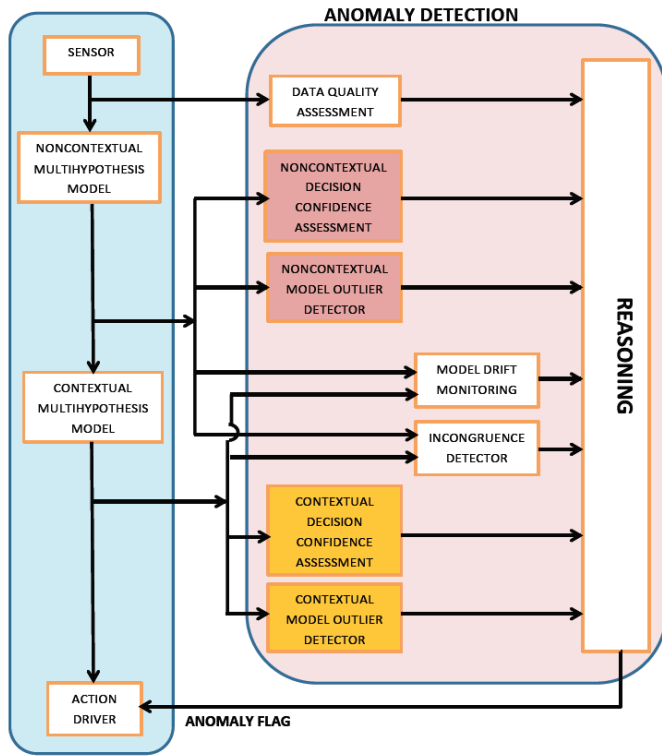 ANOMALY DETECTION
SENSOR
DATA QUALITY
ASSESSMENT
NONCONTEXTUAL
MULTIHYPOTHESIS
MODEL
NONCONTEXTUAL
DECISION
CONFIDENCE
ASSESSMENT
NONCONTEXTUAL
MODEL OUTLIER
DETECTOR
CONTEXTUAL
MULTIHYPOTHESIS
MODEL
MODEL DRIFT
MONITORING
INCONGRUENCE
DETECTOR
CONTEXTUAL
DECISION
CONFIDENCE
ASSESSMENT
CONTEXTUAL
MODEL OUTLIER
DETECTOR
REASONING
ACTION
DRIVER
ANOMALY FLAG